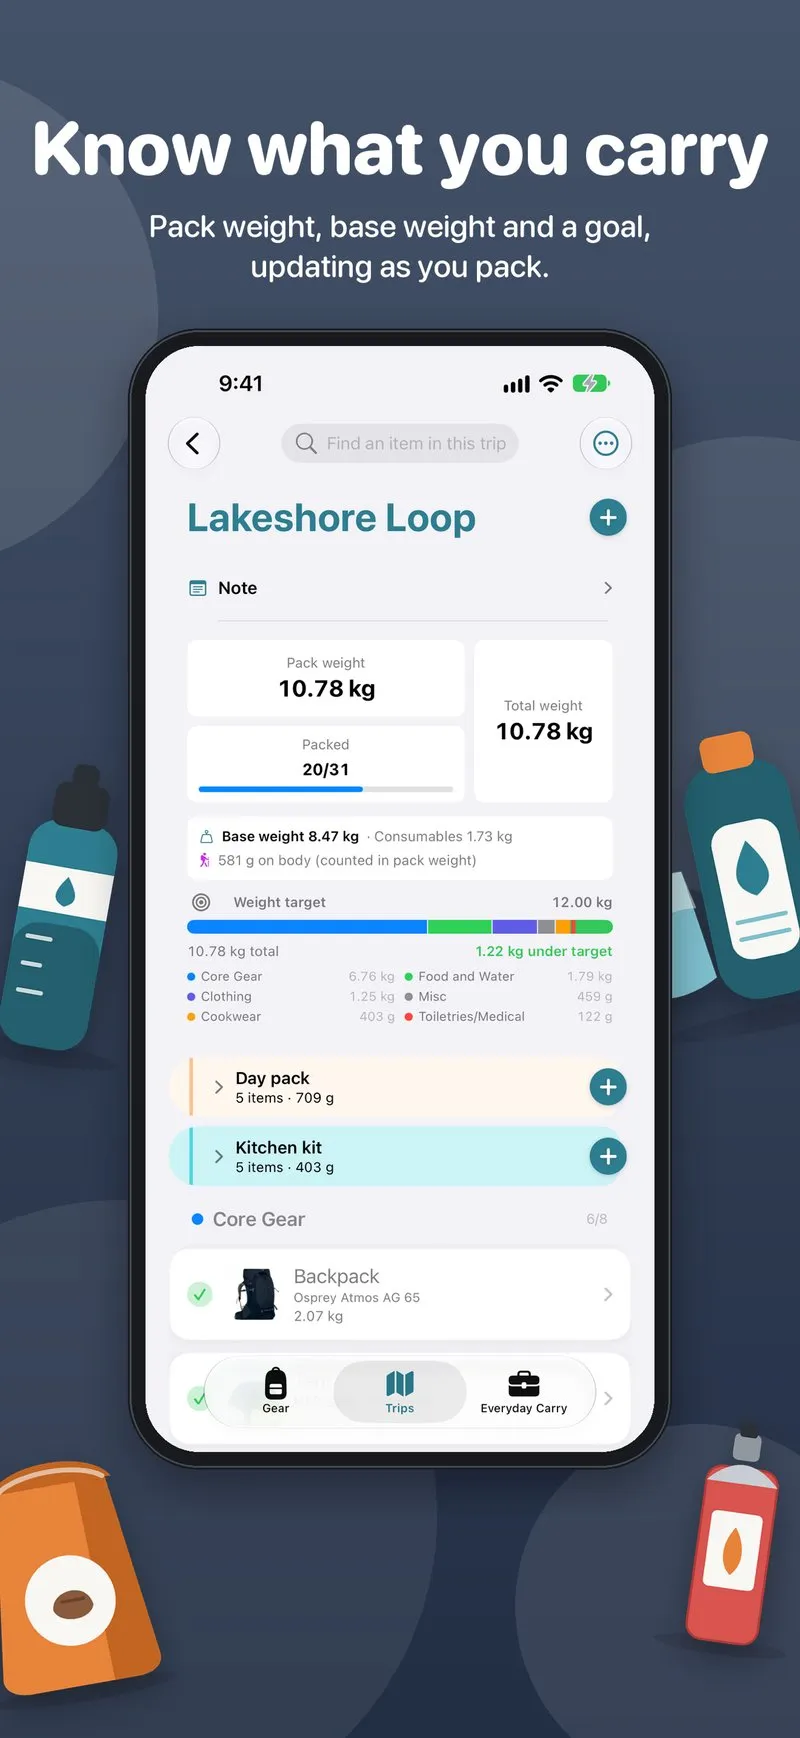 Know what you carry
Pack weight, base weight and a goal,
updating as you pack.
9:41
Find an item in this trip
Lakeshore Loop
Note
Pack weight
10.78 kg
Total weight
10.78 kg
Packed
20/31
Base weight 8.47 kg · Consumables 1.73 kg
581 g on body (counted in pack weight)
Weight target 12.00 kg
10.78 kg total 1.22 kg under target
Core Gear 6.76 kg Food and Water 1.79 kg
Clothing 1.25 kg Misc 459 g
Cookwear 403 g Toiletries/Medical 122 g
Day pack
5 items · 709 g
Kitchen kit
5 items · 403 g
Core Gear 6/8
Backpack
Osprey Atmos AG 65
2.07 kg
Gear Trips Everyday Carry